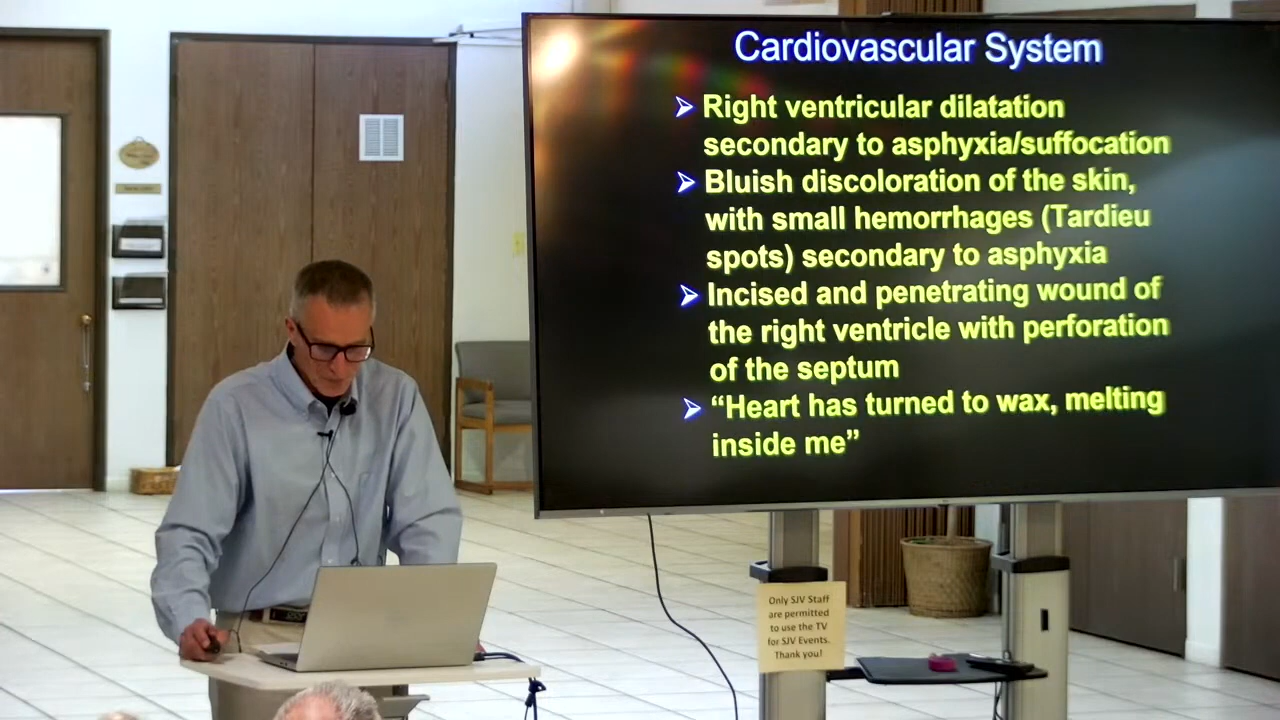 Cardiovascular System
Right ventricular dilatation
secondary to asphyxia/suffocation
Bluish discoloration of the skin,
with small hemorrhages (Tardieu
spots) secondary to asphyxia
Incised and penetrating wound of
the right ventricle with perforation
of the septum
“Heart has turned to wax, melting
inside me”
Only SJV Staff
are permitted
to use the TV
for SJV Events.
Thank you!